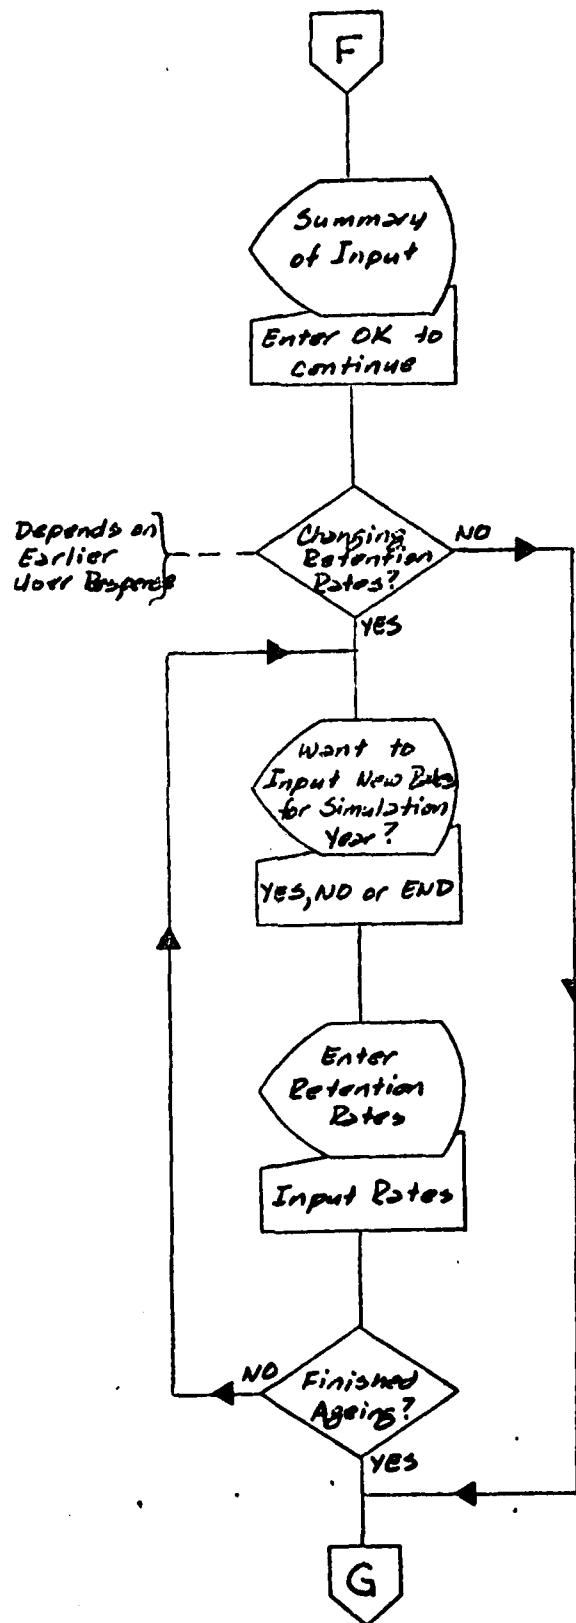 F
Summary
of Input
Enter OK to
continue
Depends on
Earlier
User Response
Changing
Retention
Rates?
NO
YES
Want to
Input New Rates
for Simulation
Year?
YES, NO or END
Enter
Retention
Rates
Input Rates
NO
Finished
Ageing?
YES
G